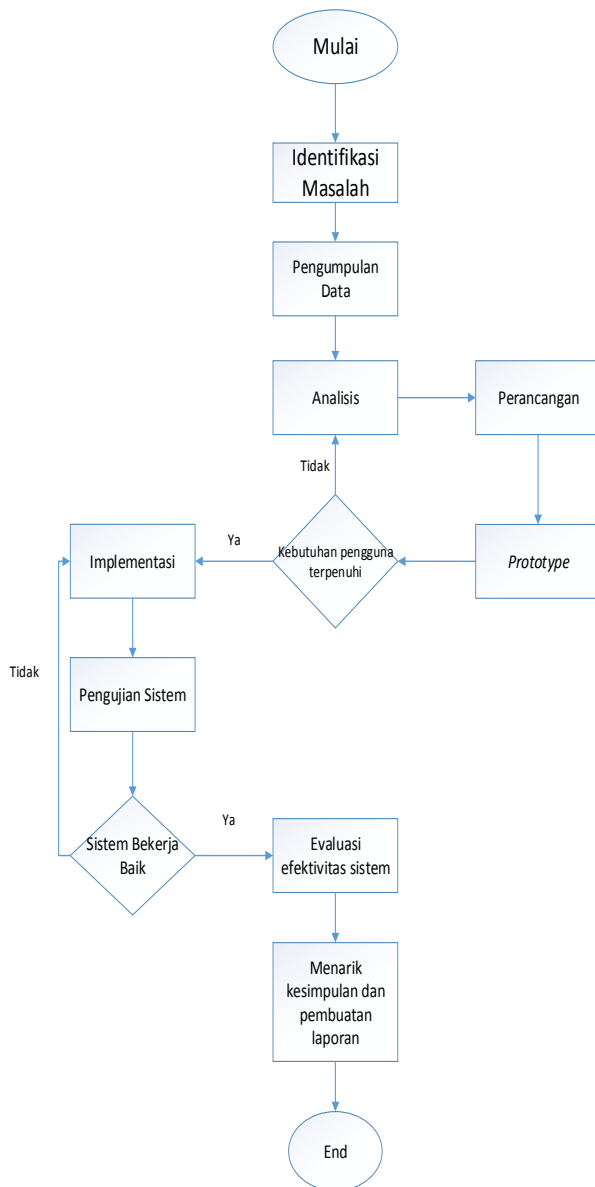 Mulai
Identifikasi
Masalah
Pengumpulan
Data
Analisis
Perancangan
Tidak
Kebutuhan pengguna
terpenuhi
Prototype
Ya
Implementasi
Tidak
Pengujian Sistem
Sistem Bekerja
Baik
Ya
Evaluasi
efektivitas sistem
Menarik
kesimpulan dan
pembuatan
laporan
End